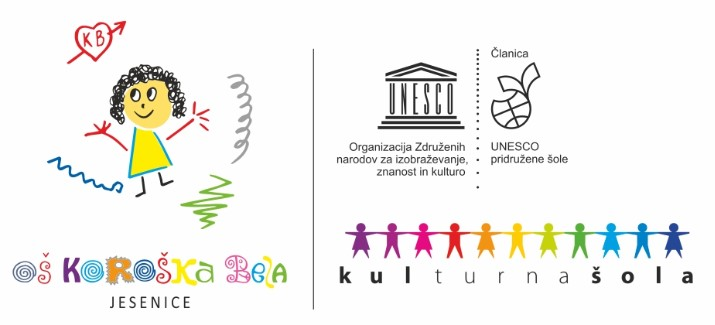 KB
OŠ KOROŠKA BELA
JESENICE
UNESCO
Organizacija Združenih
narodov za izobraževanje,
znanost in kulturo
Članica
UNESCO
pridružene šole
kulturnašola